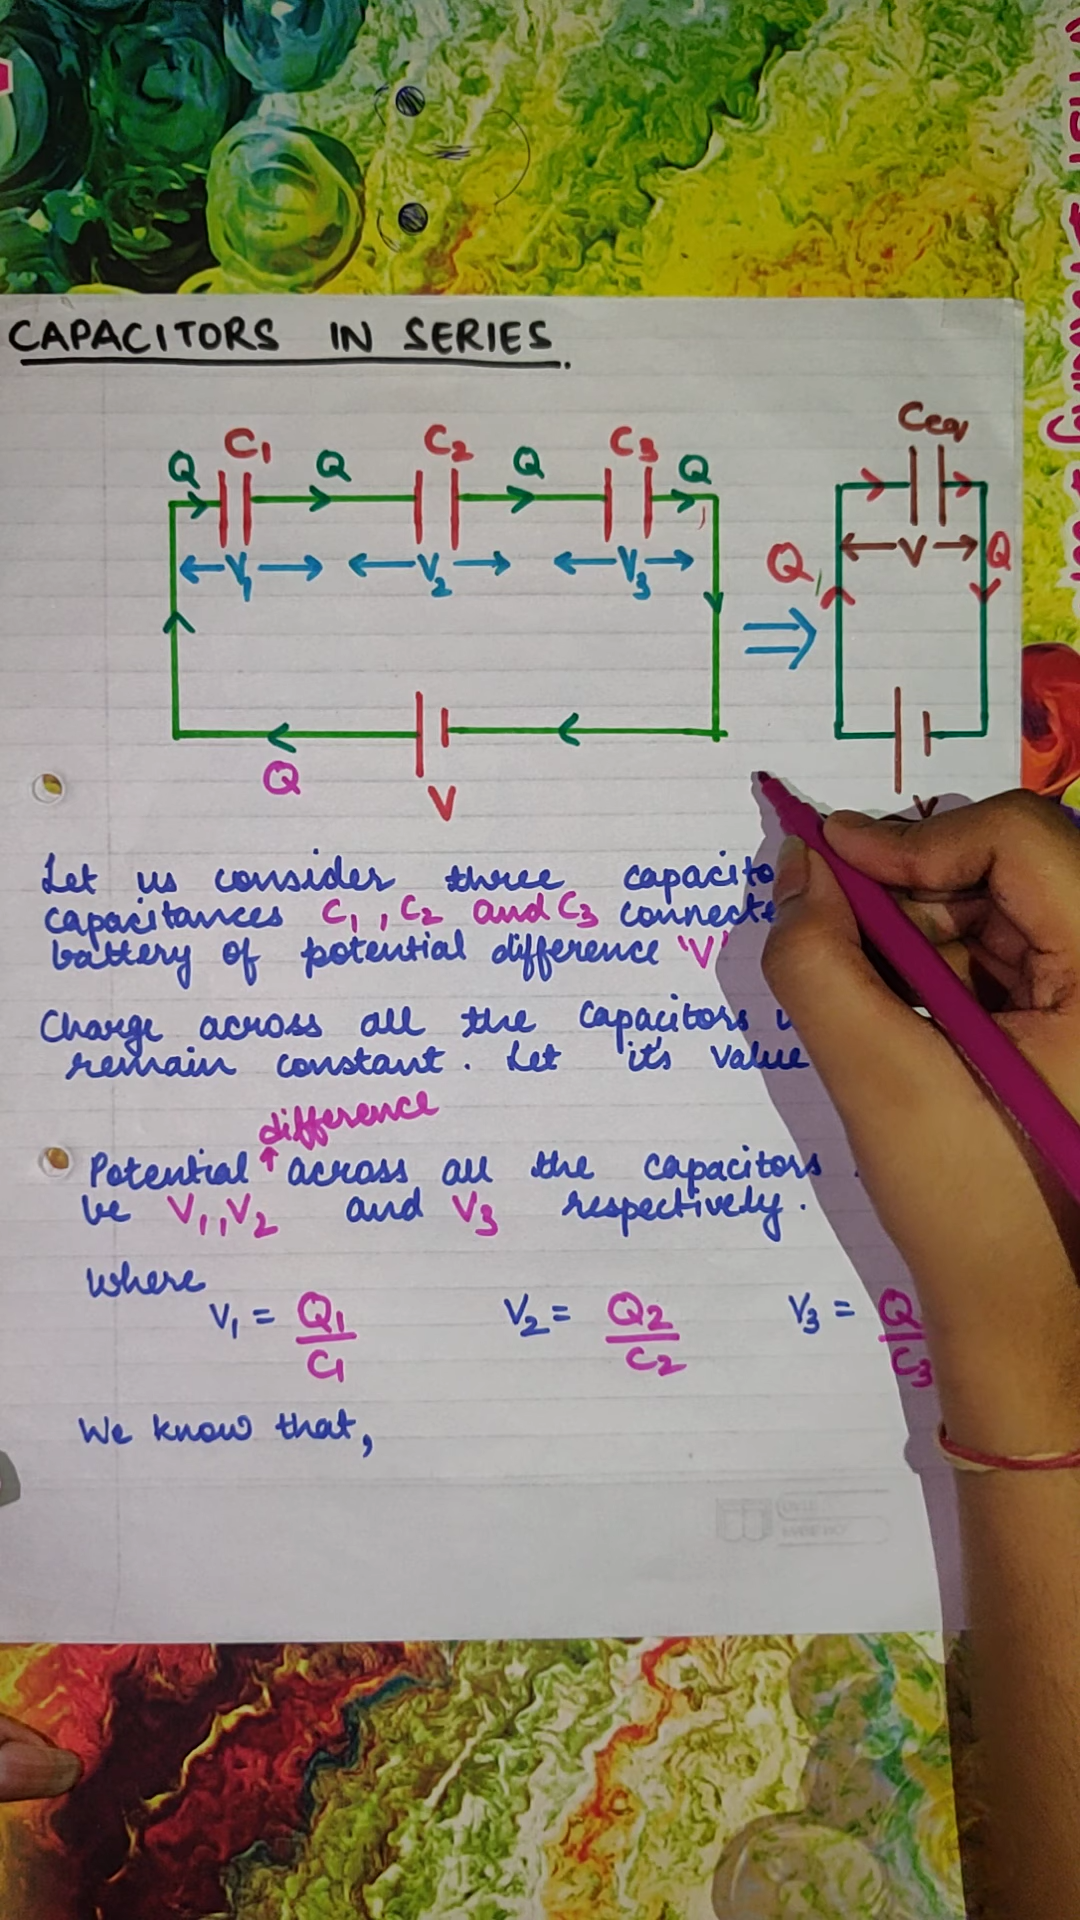 CAPACITORS IN SERIES.
Q C1 Q C2 Q C3 Q
Ceq
V1 V2 V3
Q V Q
Q
V
V
Let us consider three
capacitances C1, C2 and C3
battery of potential difference 'V'
Charge across all the capacitors
remain constant. Let it's value
difference
Potential ↑ across all the capacitors
be V1, V2 and V3 respectively.
where
V1 = Q1/C1 V2 = Q2/C2 V3 = Q/C3
We know that,